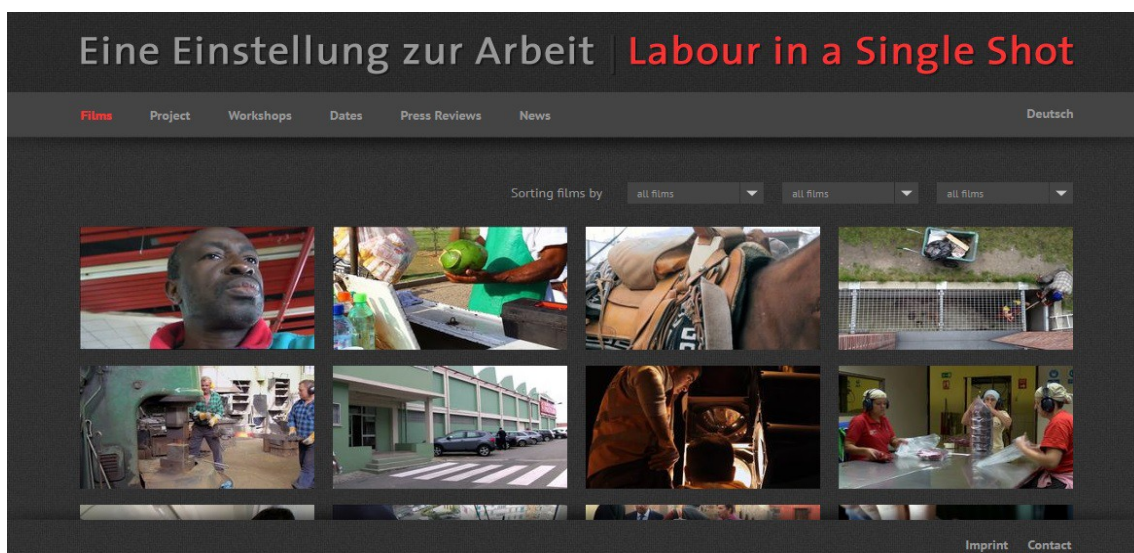 Eine Einstellung zur Arbeit | Labour in a Single Shot
Films Project Workshops Dates Press Reviews News Deutsch
Sorting films by all films all films all films
Imprint Contact